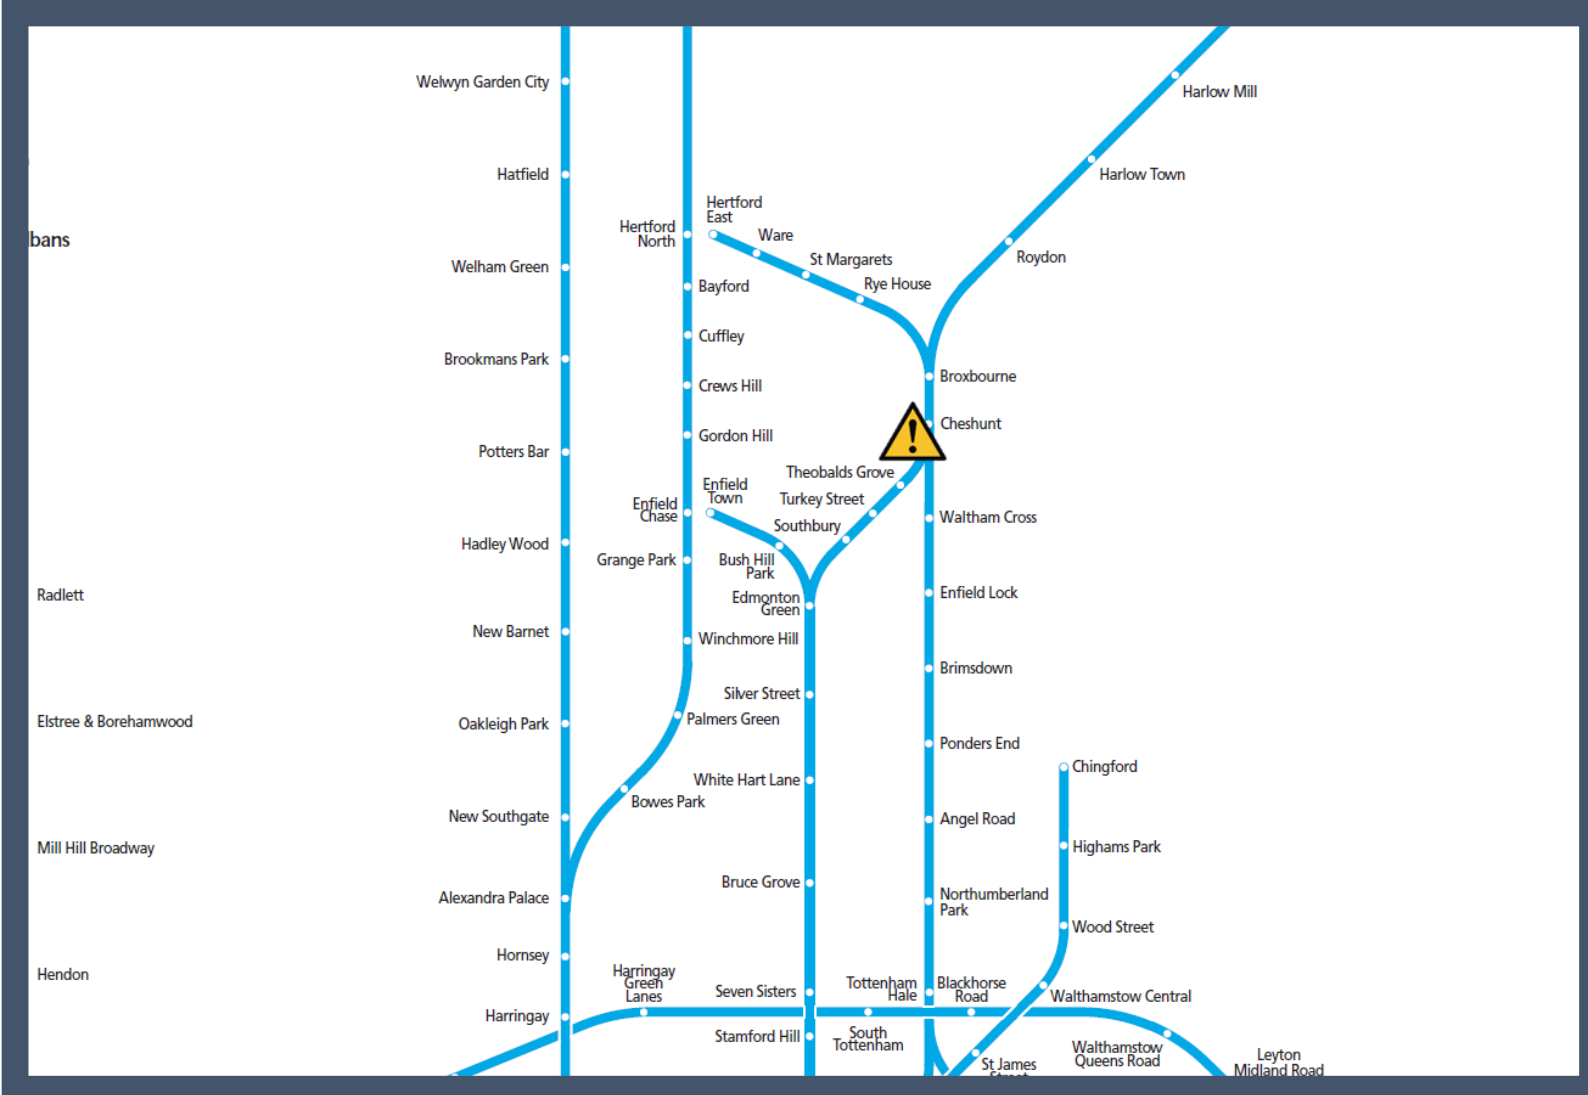 Welwyn Garden City
Harlow Mill
Hatfield
Harlow Town
Hertford
East
Hertford
North
Ware
lbans
St Margarets
Roydon
Welham Green
Rye House
Bayford
Cuffley
Brookmans Park
Broxbourne
Crews Hill
Cheshunt
!
Gordon Hill
Potters Bar
Theobalds Grove
Enfield
Town
Turkey Street
Enfield
Chase
Waltham Cross
Southbury
Hadley Wood
Grange Park
Bush Hill
Park
Radlett
Enfield Lock
Edmonton
Green
New Barnet
Winchmore Hill
Brimsdown
Silver Street
Elstree & Borehamwood
Oakleigh Park
Palmers Green
Ponders End
Chingford
White Hart Lane
Bowes Park
New Southgate
Angel Road
Mill Hill Broadway
Highams Park
Bruce Grove
Alexandra Palace
Northumberland
Park
Wood Street
Hornsey
Hendon
Harringay
Green
Lanes
Seven Sisters
Tottenham
Hale
Blackhorse
Road
Walthamstow Central
Harringay
Stamford Hill
South
Tottenham
Walthamstow
Queens Road
St James
Street
Leyton
Midland Road